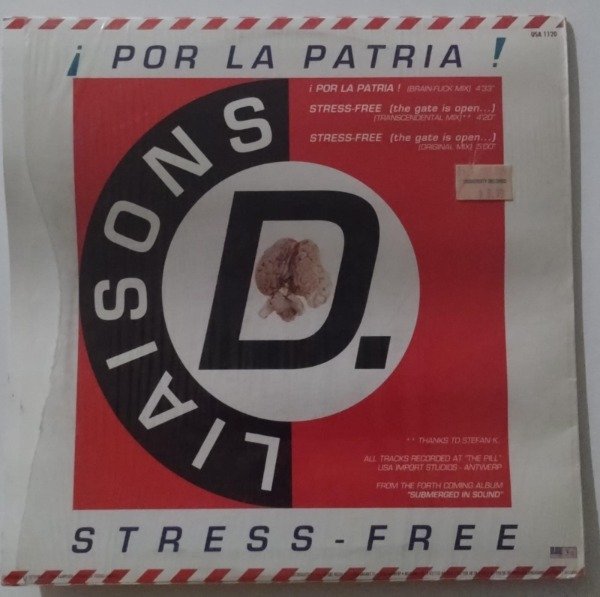 USA 1120
¡ POR LA PATRIA !
¡ POR LA PATRIA ! (BRAIN-FUCK MIX) 4'33"
STRESS-FREE (the gate is open...)
(TRANSCENDENTAL MIX)** 4'20"
STRESS-FREE (the gate is open...)
(ORIGINAL MIX) 5'00"
LIAISONS
D.
** THANKS TO STEFAN K.
ALL TRACKS RECORDED AT "THE PILL"
USA IMPORT STUDIOS - ANTWERP
FROM THE FORTH COMING ALBUM
"SUBMERGED IN SOUND"
STRESS-FREE